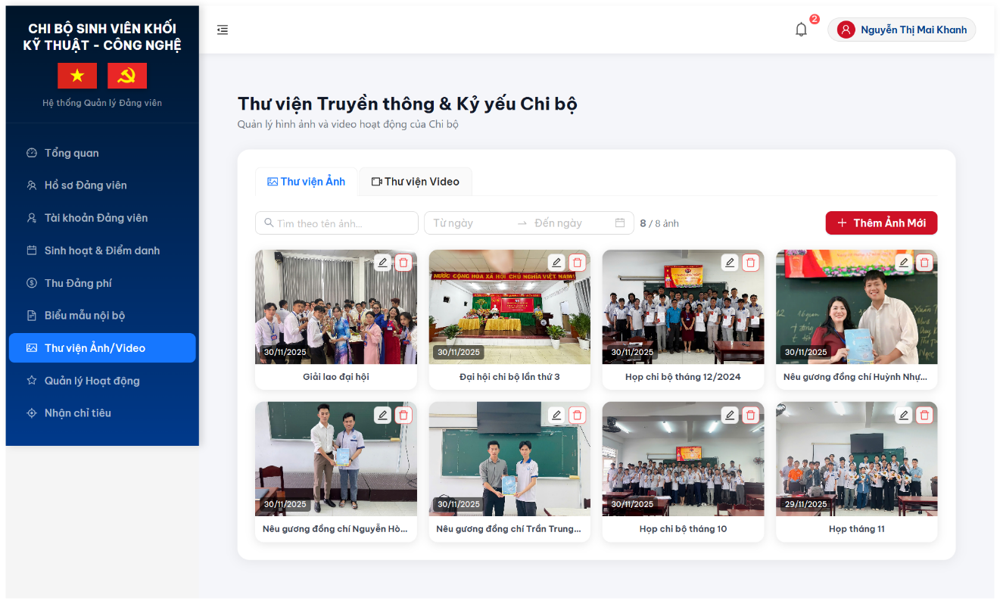 CHI BỘ SINH VIÊN KHỐI
KỸ THUẬT - CÔNG NGHỆ
Hệ thống Quản lý Đảng viên
Tổng quan
Hồ sơ Đảng viên
Tài khoản Đảng viên
Sinh hoạt & Điểm danh
Thu Đảng phí
Biểu mẫu nội bộ
Thư viện Ảnh/Video
Quản lý Hoạt động
Nhận chỉ tiêu
2
Nguyễn Thị Mai Khanh
Thư viện Truyền thông & Kỷ yếu Chi bộ
Quản lý hình ảnh và video hoạt động của Chi bộ
Thư viện Ảnh
Thư viện Video
Tìm theo tên ảnh...
Từ ngày
Đến ngày
8 / 8 ảnh
Thêm Ảnh Mới
30/11/2025
Giải lao đại hội
NƯỚC CỘNG HÒA XÃ HỘI CHỦ NGHĨA VIỆT NAM
30/11/2025
Đại hội chi bộ lần thứ 3
30/11/2025
Họp chi bộ tháng 12/2024
30/11/2025
Nêu gương đồng chí Huỳnh Nhự...
30/11/2025
Nêu gương đồng chí Nguyễn Hò...
30/11/2025
Nêu gương đồng chí Trần Trung...
30/11/2025
Họp chi bộ tháng 10
29/11/2025
Họp tháng 11